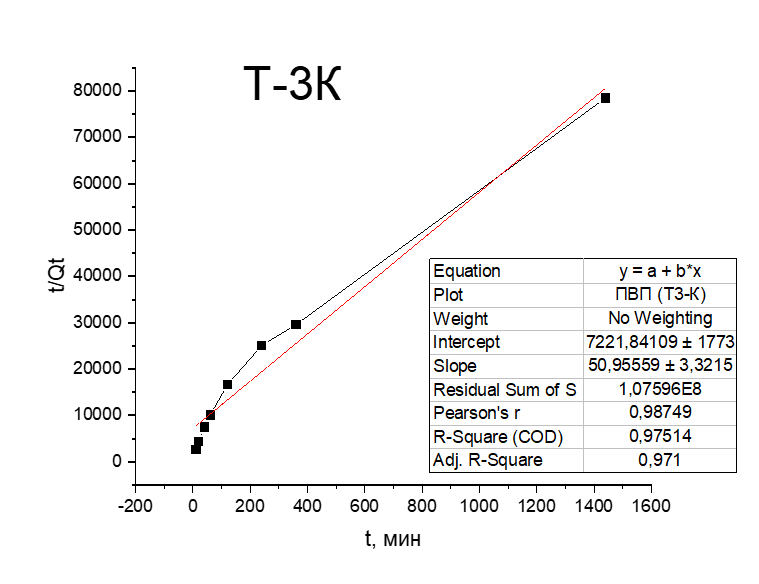 Т-3К
80000
70000
60000
50000
40000
30000
20000
10000
0
t/Qt
-200 0 200 400 600 800 1000 1200 1400 1600
t, мин
Equation y = a + b*x
Plot ПВП (Т3-К)
Weight No Weighting
Intercept 7221,84109 ± 1773
Slope 50,95559 ± 3,3215
Residual Sum of S 1,07596E8
Pearson's r 0,98749
R-Square (COD) 0,97514
Adj. R-Square 0,971